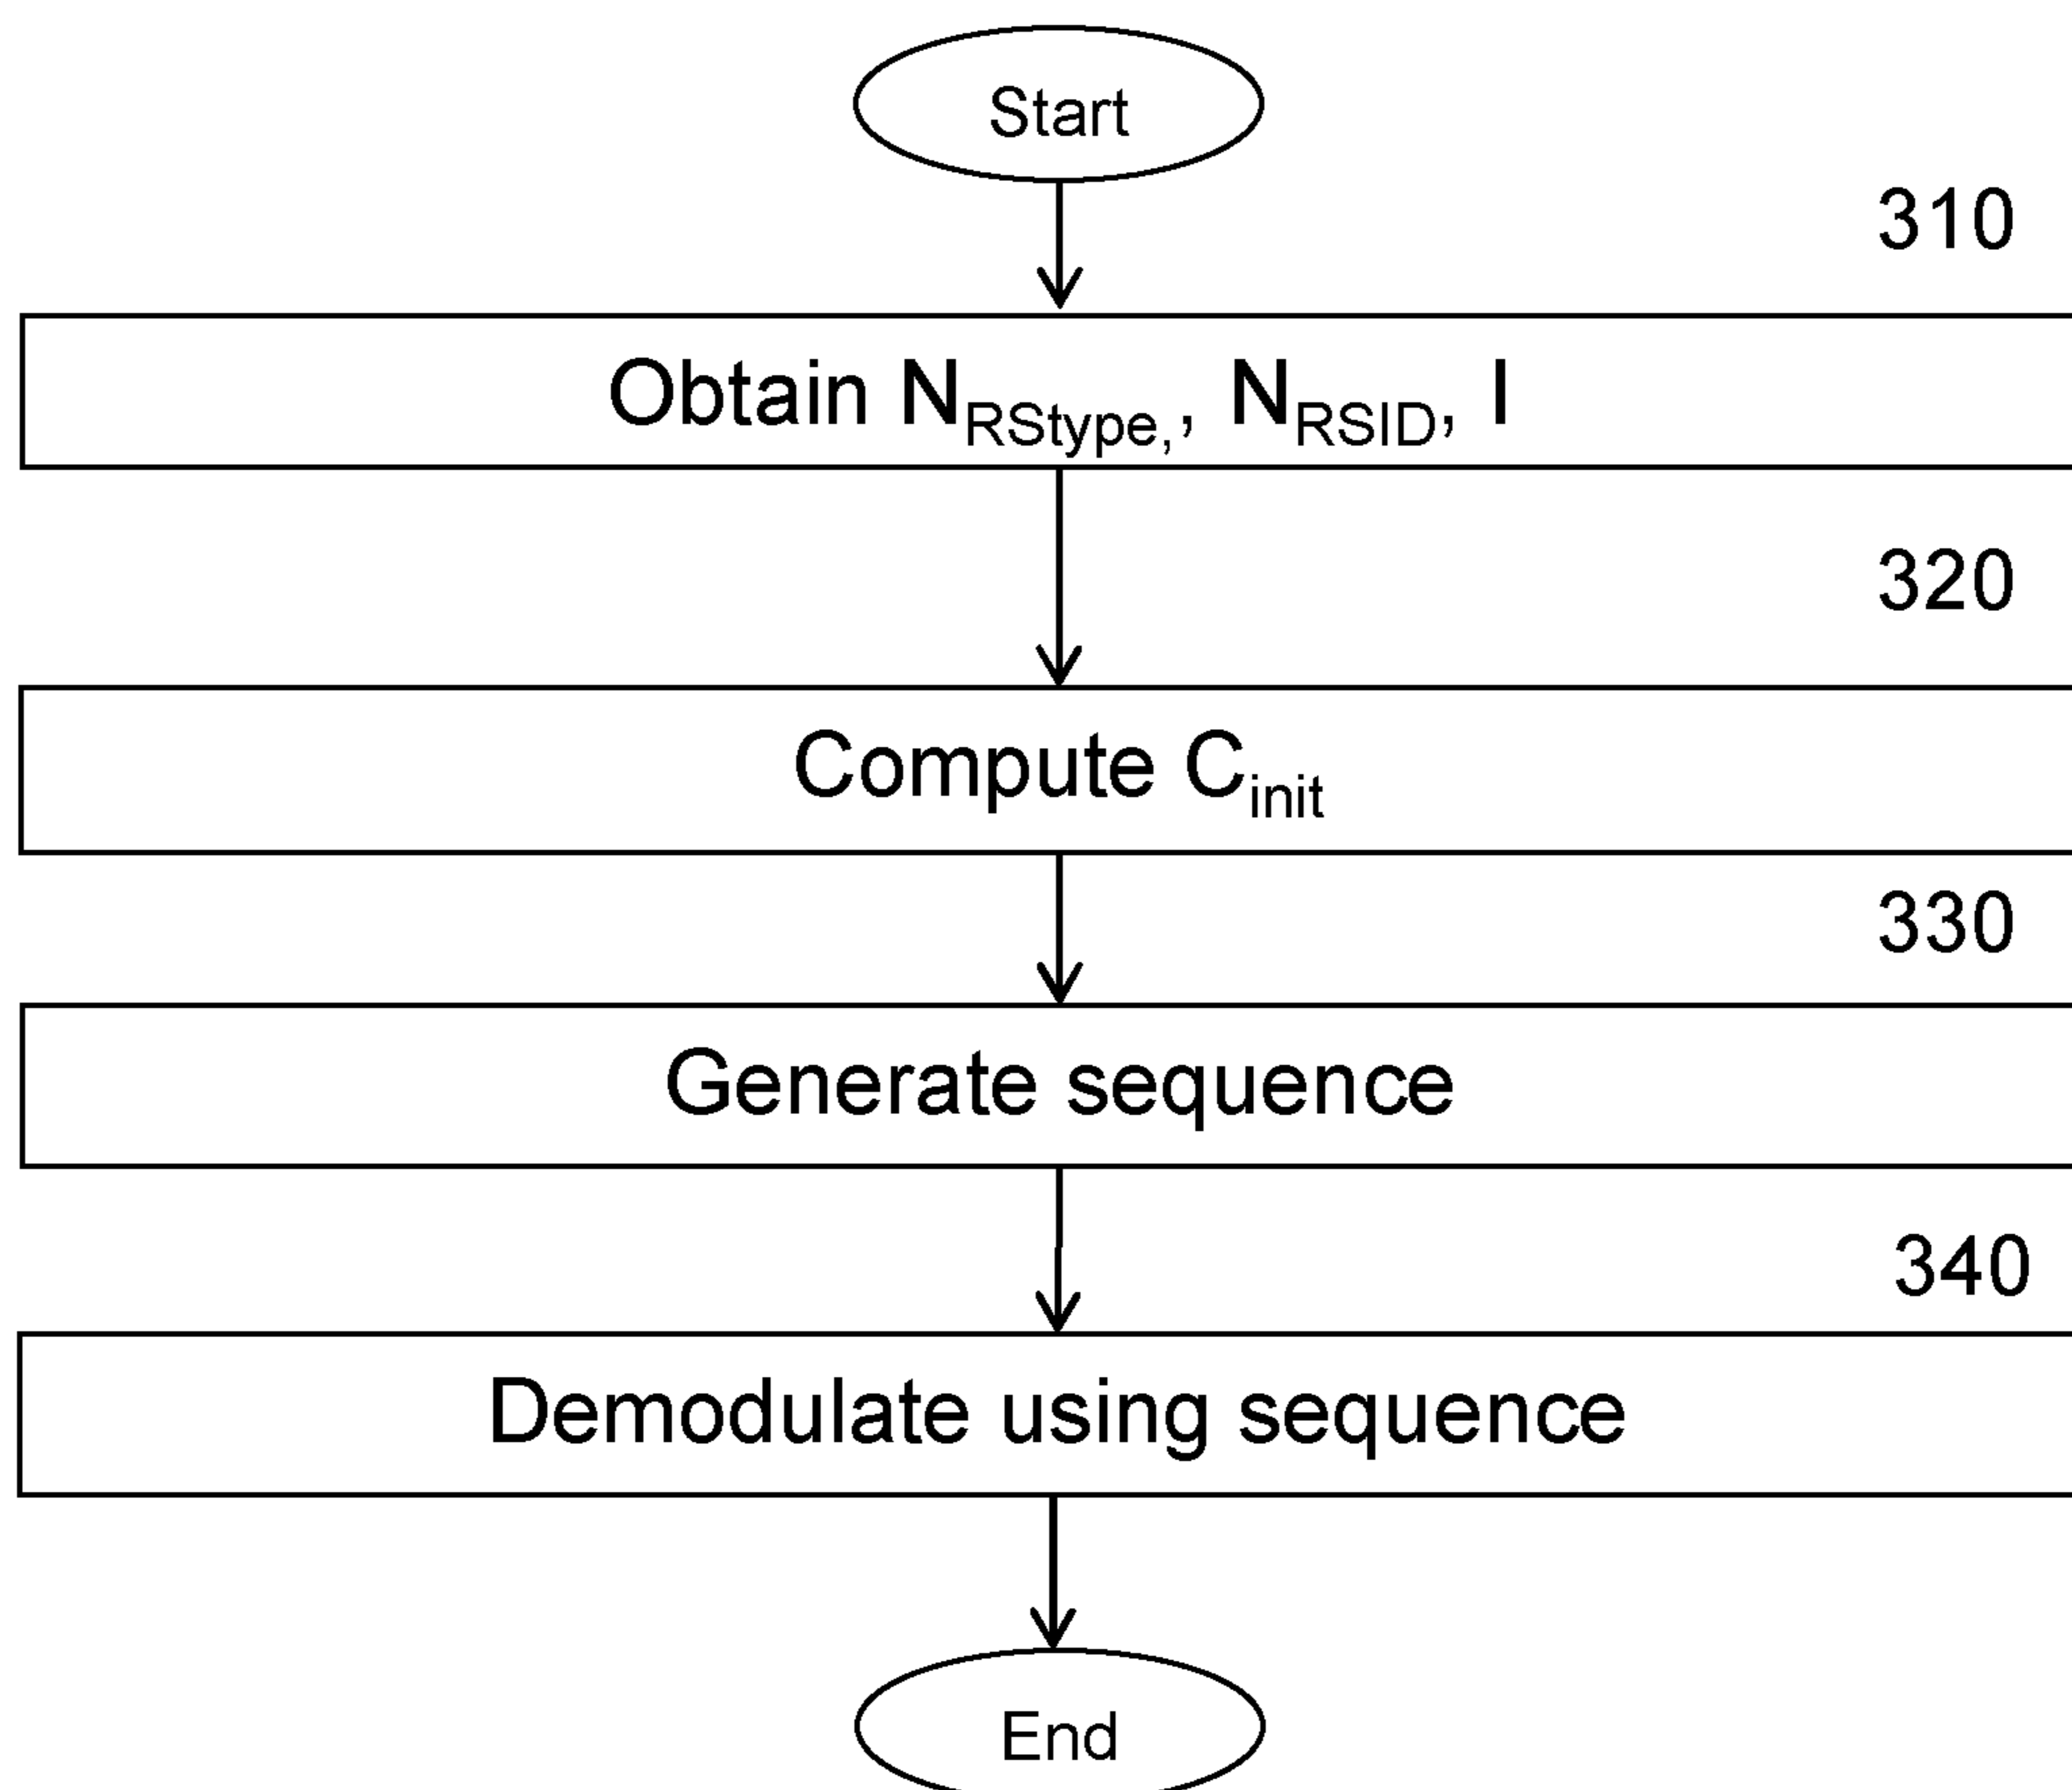 Start
310
Obtain N_RStype,, N_RSID, I
320
Compute C_init
330
Generate sequence
340
Demodulate using sequence
End